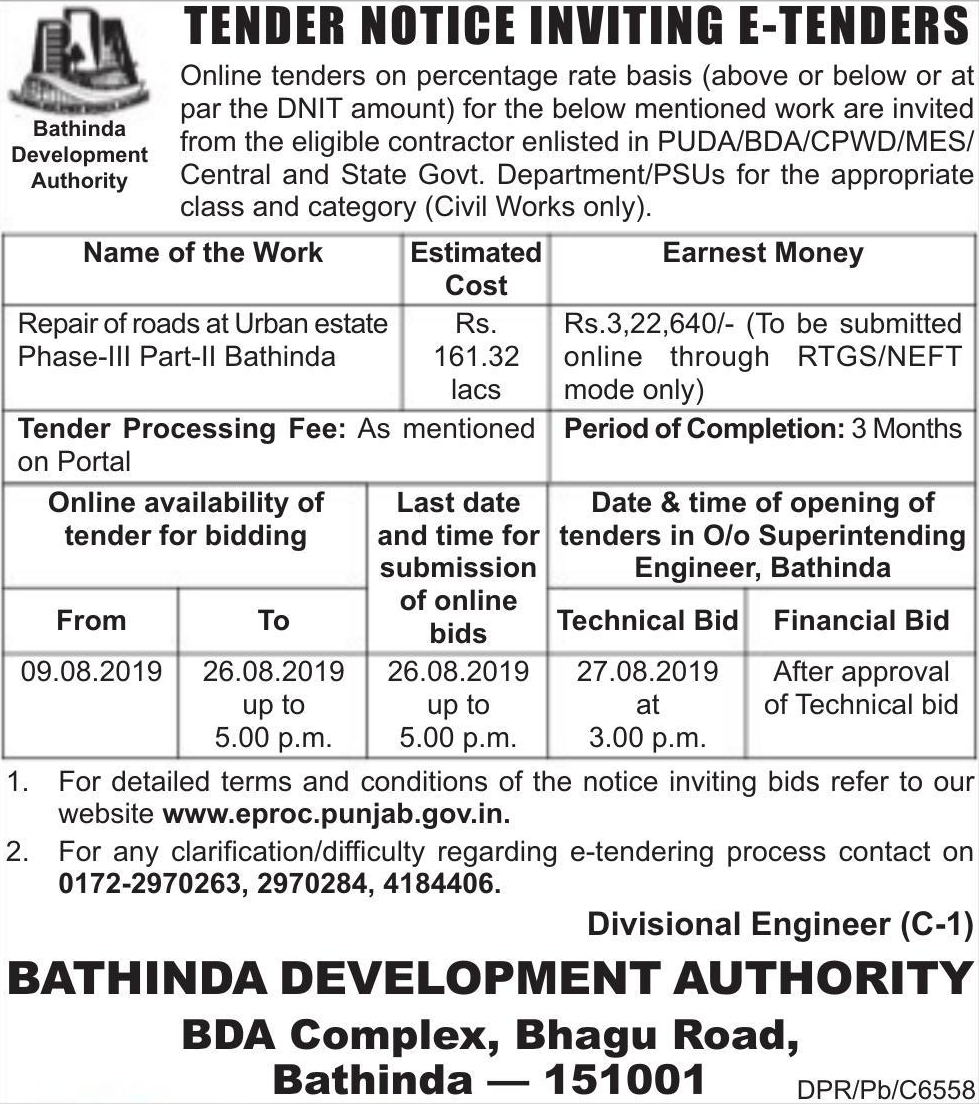 TENDER NOTICE INVITING E-TENDERS
Bathinda
Development
Authority
Online tenders on percentage rate basis (above or below or at
par the DNIT amount) for the below mentioned work are invited
from the eligible contractor enlisted in PUDA/BDA/CPWD/MES/
Central and State Govt. Department/PSUs for the appropriate
class and category (Civil Works only).
Name of the Work
Estimated
Cost
Earnest Money
Repair of roads at Urban estate
Phase-III Part-II Bathinda
Rs.
161.32
lacs
Rs.3,22,640/- (To be submitted
online through RTGS/NEFT
mode only)
Tender Processing Fee: As mentioned
on Portal
Period of Completion: 3 Months
Online availability of
tender for bidding
Last date
and time for
submission
of online
bids
Date & time of opening of
tenders in O/o Superintending
Engineer, Bathinda
From
To
Technical Bid
Financial Bid
09.08.2019
26.08.2019
up to
5.00 p.m.
26.08.2019
up to
5.00 p.m.
27.08.2019
at
3.00 p.m.
After approval
of Technical bid
1. For detailed terms and conditions of the notice inviting bids refer to our
website www.eproc.punjab.gov.in.
2. For any clarification/difficulty regarding e-tendering process contact on
0172-2970263, 2970284, 4184406.
Divisional Engineer (C-1)
BATHINDA DEVELOPMENT AUTHORITY
BDA Complex, Bhagu Road,
Bathinda — 151001
DPR/Pb/C6558